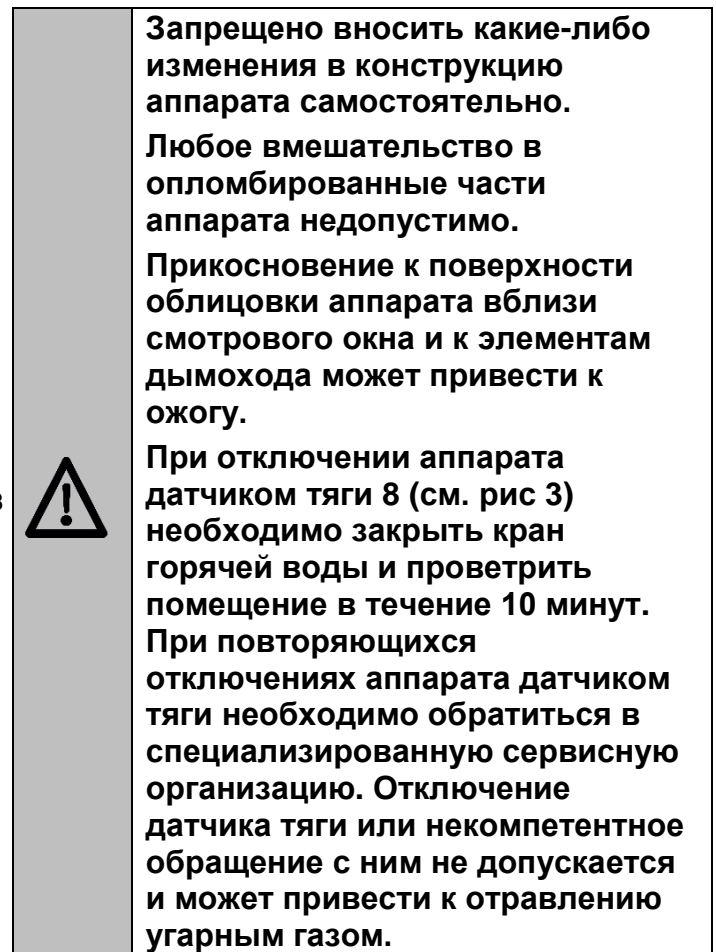 Запрещено вносить какие-либо
изменения в конструкцию
аппарата самостоятельно.
Любое вмешательство в
опломбированные части
аппарата недопустимо.
Прикосновение к поверхности
облицовки аппарата вблизи
смотрового окна и к элементам
дымохода может привести к
ожогу.
При отключении аппарата
датчиком тяги 8 (см. рис 3)
необходимо закрыть кран
горячей воды и проветрить
помещение в течение 10 минут.
При повторяющихся
отключениях аппарата датчиком
тяги необходимо обратиться в
специализированную сервисную
организацию. Отключение
датчика тяги или некомпетентное
обращение с ним не допускается
и может привести к отравлению
угарным газом.